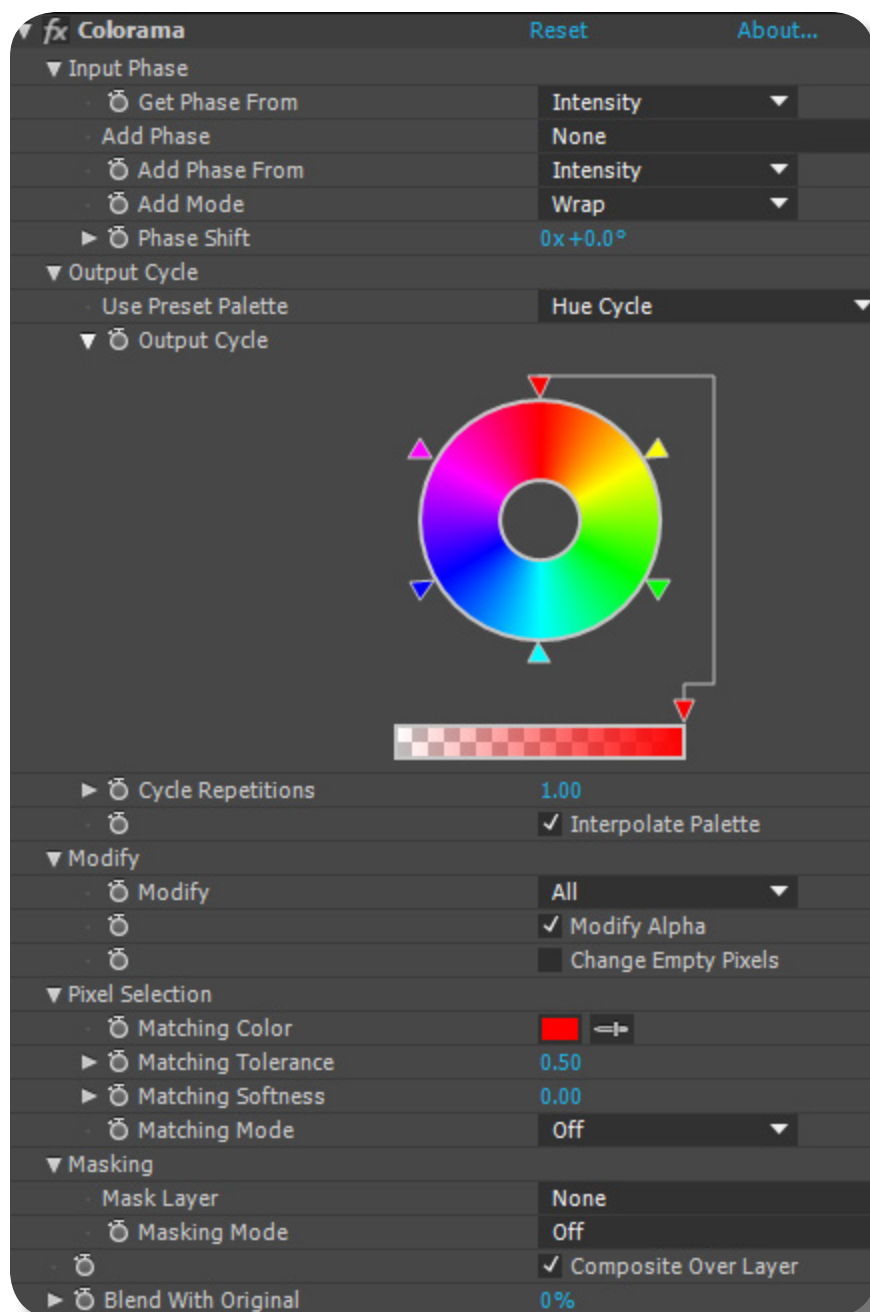 fx Colorama Reset About...
Input Phase
Get Phase From Intensity
Add Phase None
Add Phase From Intensity
Add Mode Wrap
Phase Shift 0x+0.0°
Output Cycle
Use Preset Palette Hue Cycle
Output Cycle
Cycle Repetitions 1.00
Interpolate Palette
Modify
Modify All
Modify Alpha
Change Empty Pixels
Pixel Selection
Matching Color
Matching Tolerance 0.50
Matching Softness 0.00
Matching Mode Off
Masking
Mask Layer None
Masking Mode Off
Composite Over Layer
Blend With Original 0%